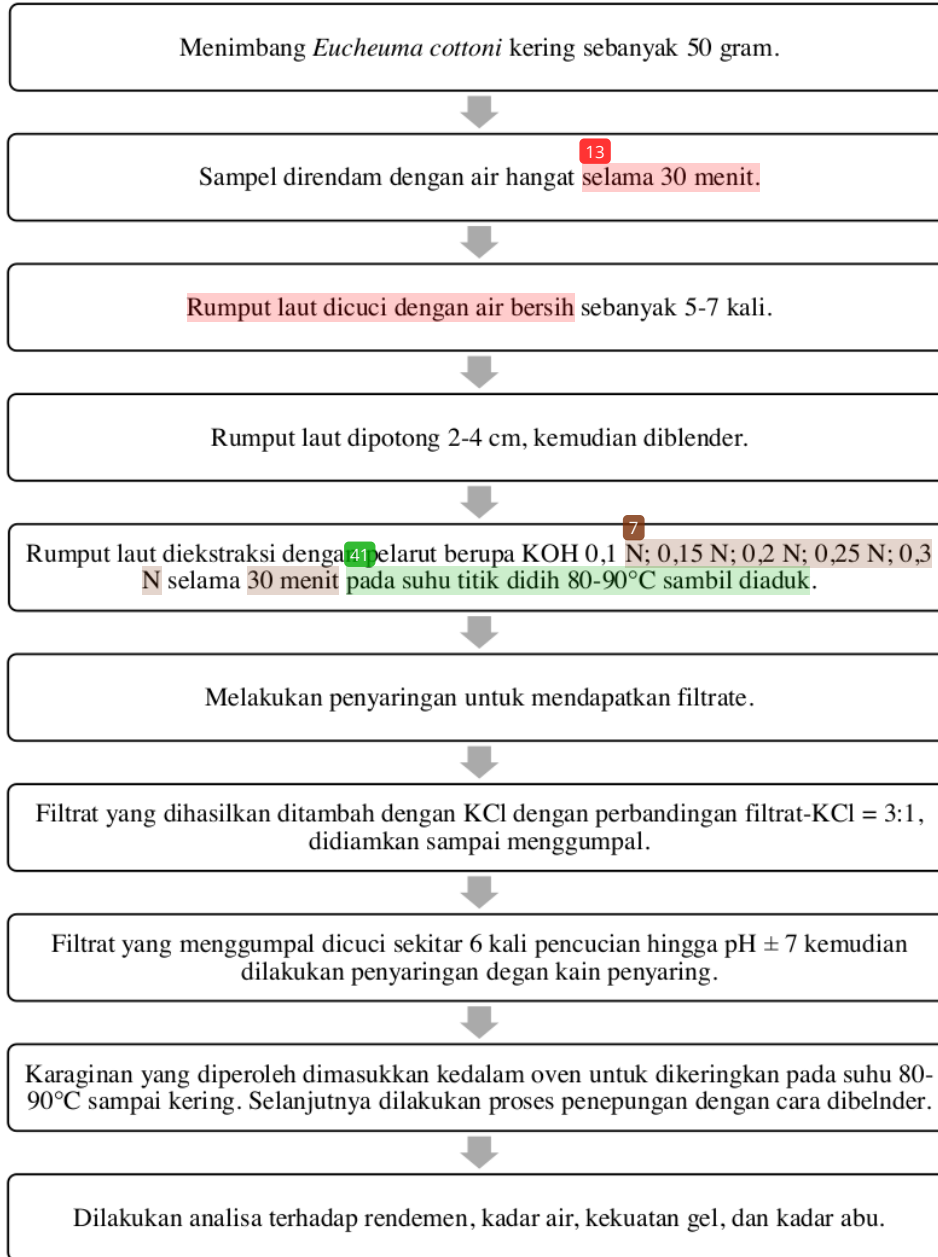 Menimbang Eucheuma cottoni kering sebanyak 50 gram.
13
Sampel direndam dengan air hangat selama 30 menit.
Rumput laut dicuci dengan air bersih sebanyak 5-7 kali.
Rumput laut dipotong 2-4 cm, kemudian diblender.
7
Rumput laut diekstraksi dengan pelarut berupa KOH 0,1 N; 0,15 N; 0,2 N; 0,25 N; 0,3
41
N selama 30 menit pada suhu titik didih 80-90°C sambil diaduk.
Melakukan penyaringan untuk mendapatkan filtrate.
Filtrat yang dihasilkan ditambah dengan KCl dengan perbandingan filtrat-KCl = 3:1,
didiamkan sampai menggumpal.
Filtrat yang menggumpal dicuci sekitar 6 kali pencucian hingga pH ± 7 kemudian
dilakukan penyaringan degan kain penyaring.
Karaginan yang diperoleh dimasukkan kedalam oven untuk dikeringkan pada suhu 80-
90°C sampai kering. Selanjutnya dilakukan proses penepungan dengan cara dibelnder.
Dilakukan analisa terhadap rendemen, kadar air, kekuatan gel, dan kadar abu.